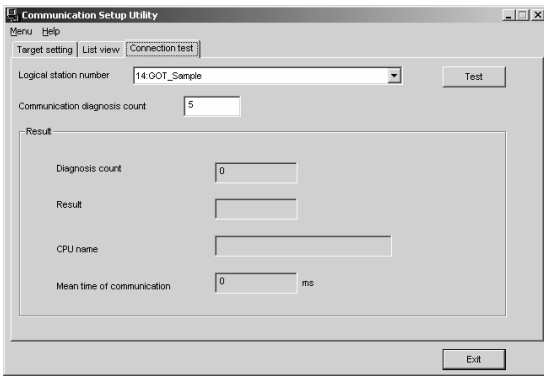 Communication Setup Utility
Menu Help
Target setting List view Connection test
Logical station number 14:GOT_Sample Test
Communication diagnosis count 5
Result
Diagnosis count 0
Result
CPU name
Mean time of communication 0 ms
Exit